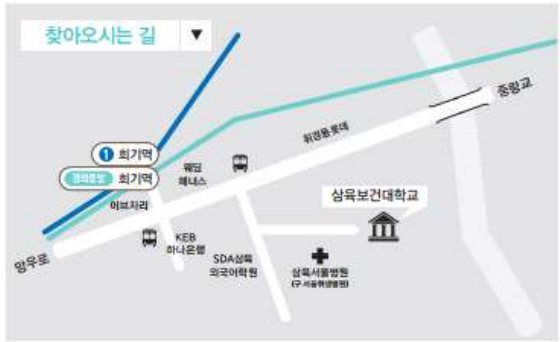 찾아오시는 길 ▼
중랑교
휘경동롯데
1 회기역
경의중앙 회기역
웨딩
헤너스
이브자리
삼육보건대학교
KEB
하나은행
SDA삼육
외국어학원
삼육서울병원
(구 서울위생병원)
망우로